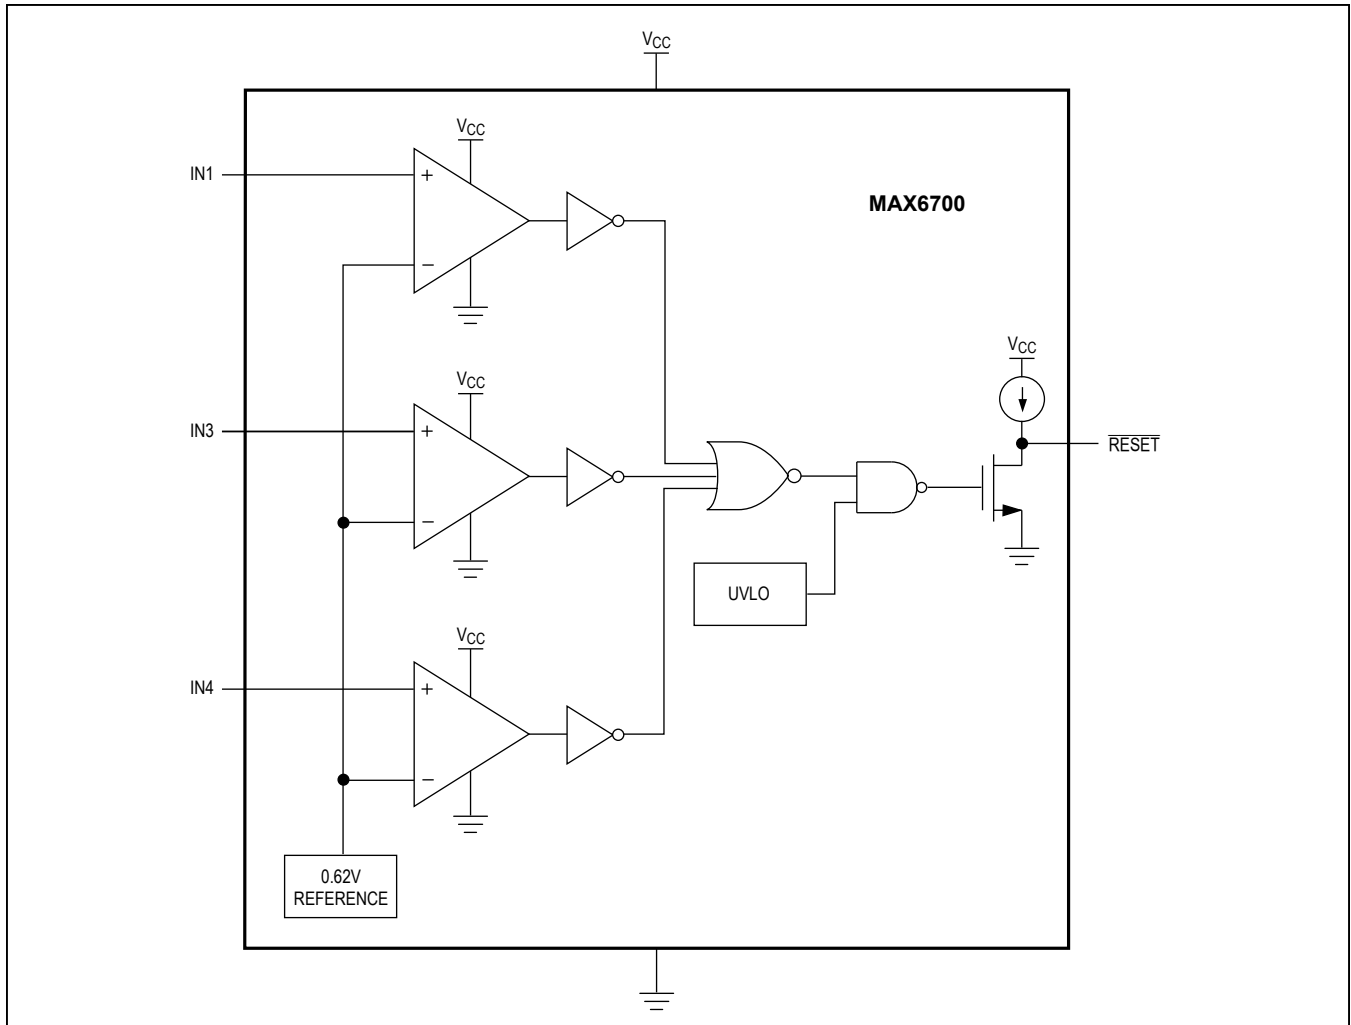 VCC
VCC
IN1
+
−
MAX6700
VCC
IN3
+
−
VCC
RESET
UVLO
VCC
IN4
+
−
0.62V
REFERENCE